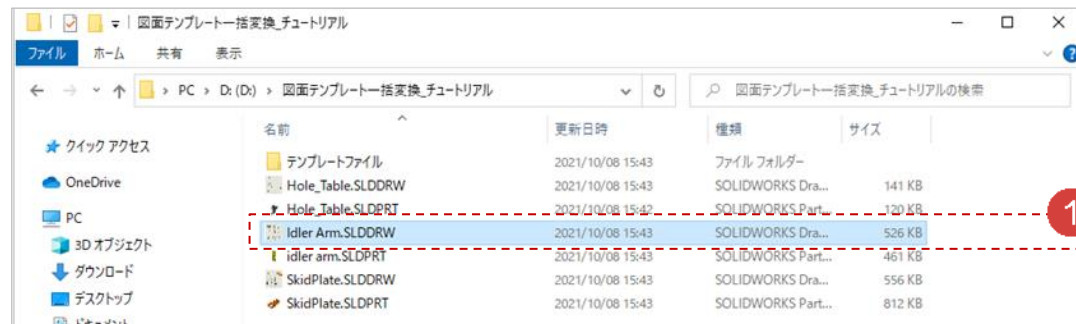 図面テンプレート一括変換_チュートリアル
ファイル ホーム 共有 表示
PC > D: (D:) > 図面テンプレート一括変換_チュートリアル 図面テンプレート一括変換_チュートリアルの検索
名前 更新日時 種類 サイズ
クイック アクセス
テンプレートファイル 2021/10/08 15:43 ファイル フォルダー
OneDrive
Hole_Table.SLDDRW 2021/10/08 15:43 SOLIDWORKS Dra... 141 KB
PC
Hole_Table.SLDPRT 2021/10/08 15:42 SOLIDWORKS Part... 120 KB
1
Idler Arm.SLDDRW 2021/10/08 15:43 SOLIDWORKS Dra... 526 KB
3D オブジェクト
idler arm.SLDPRT 2021/10/08 15:43 SOLIDWORKS Part... 461 KB
ダウンロード
SkidPlate.SLDDRW 2021/10/08 15:43 SOLIDWORKS Dra... 556 KB
デスクトップ
SkidPlate.SLDPRT 2021/10/08 15:43 SOLIDWORKS Part... 812 KB